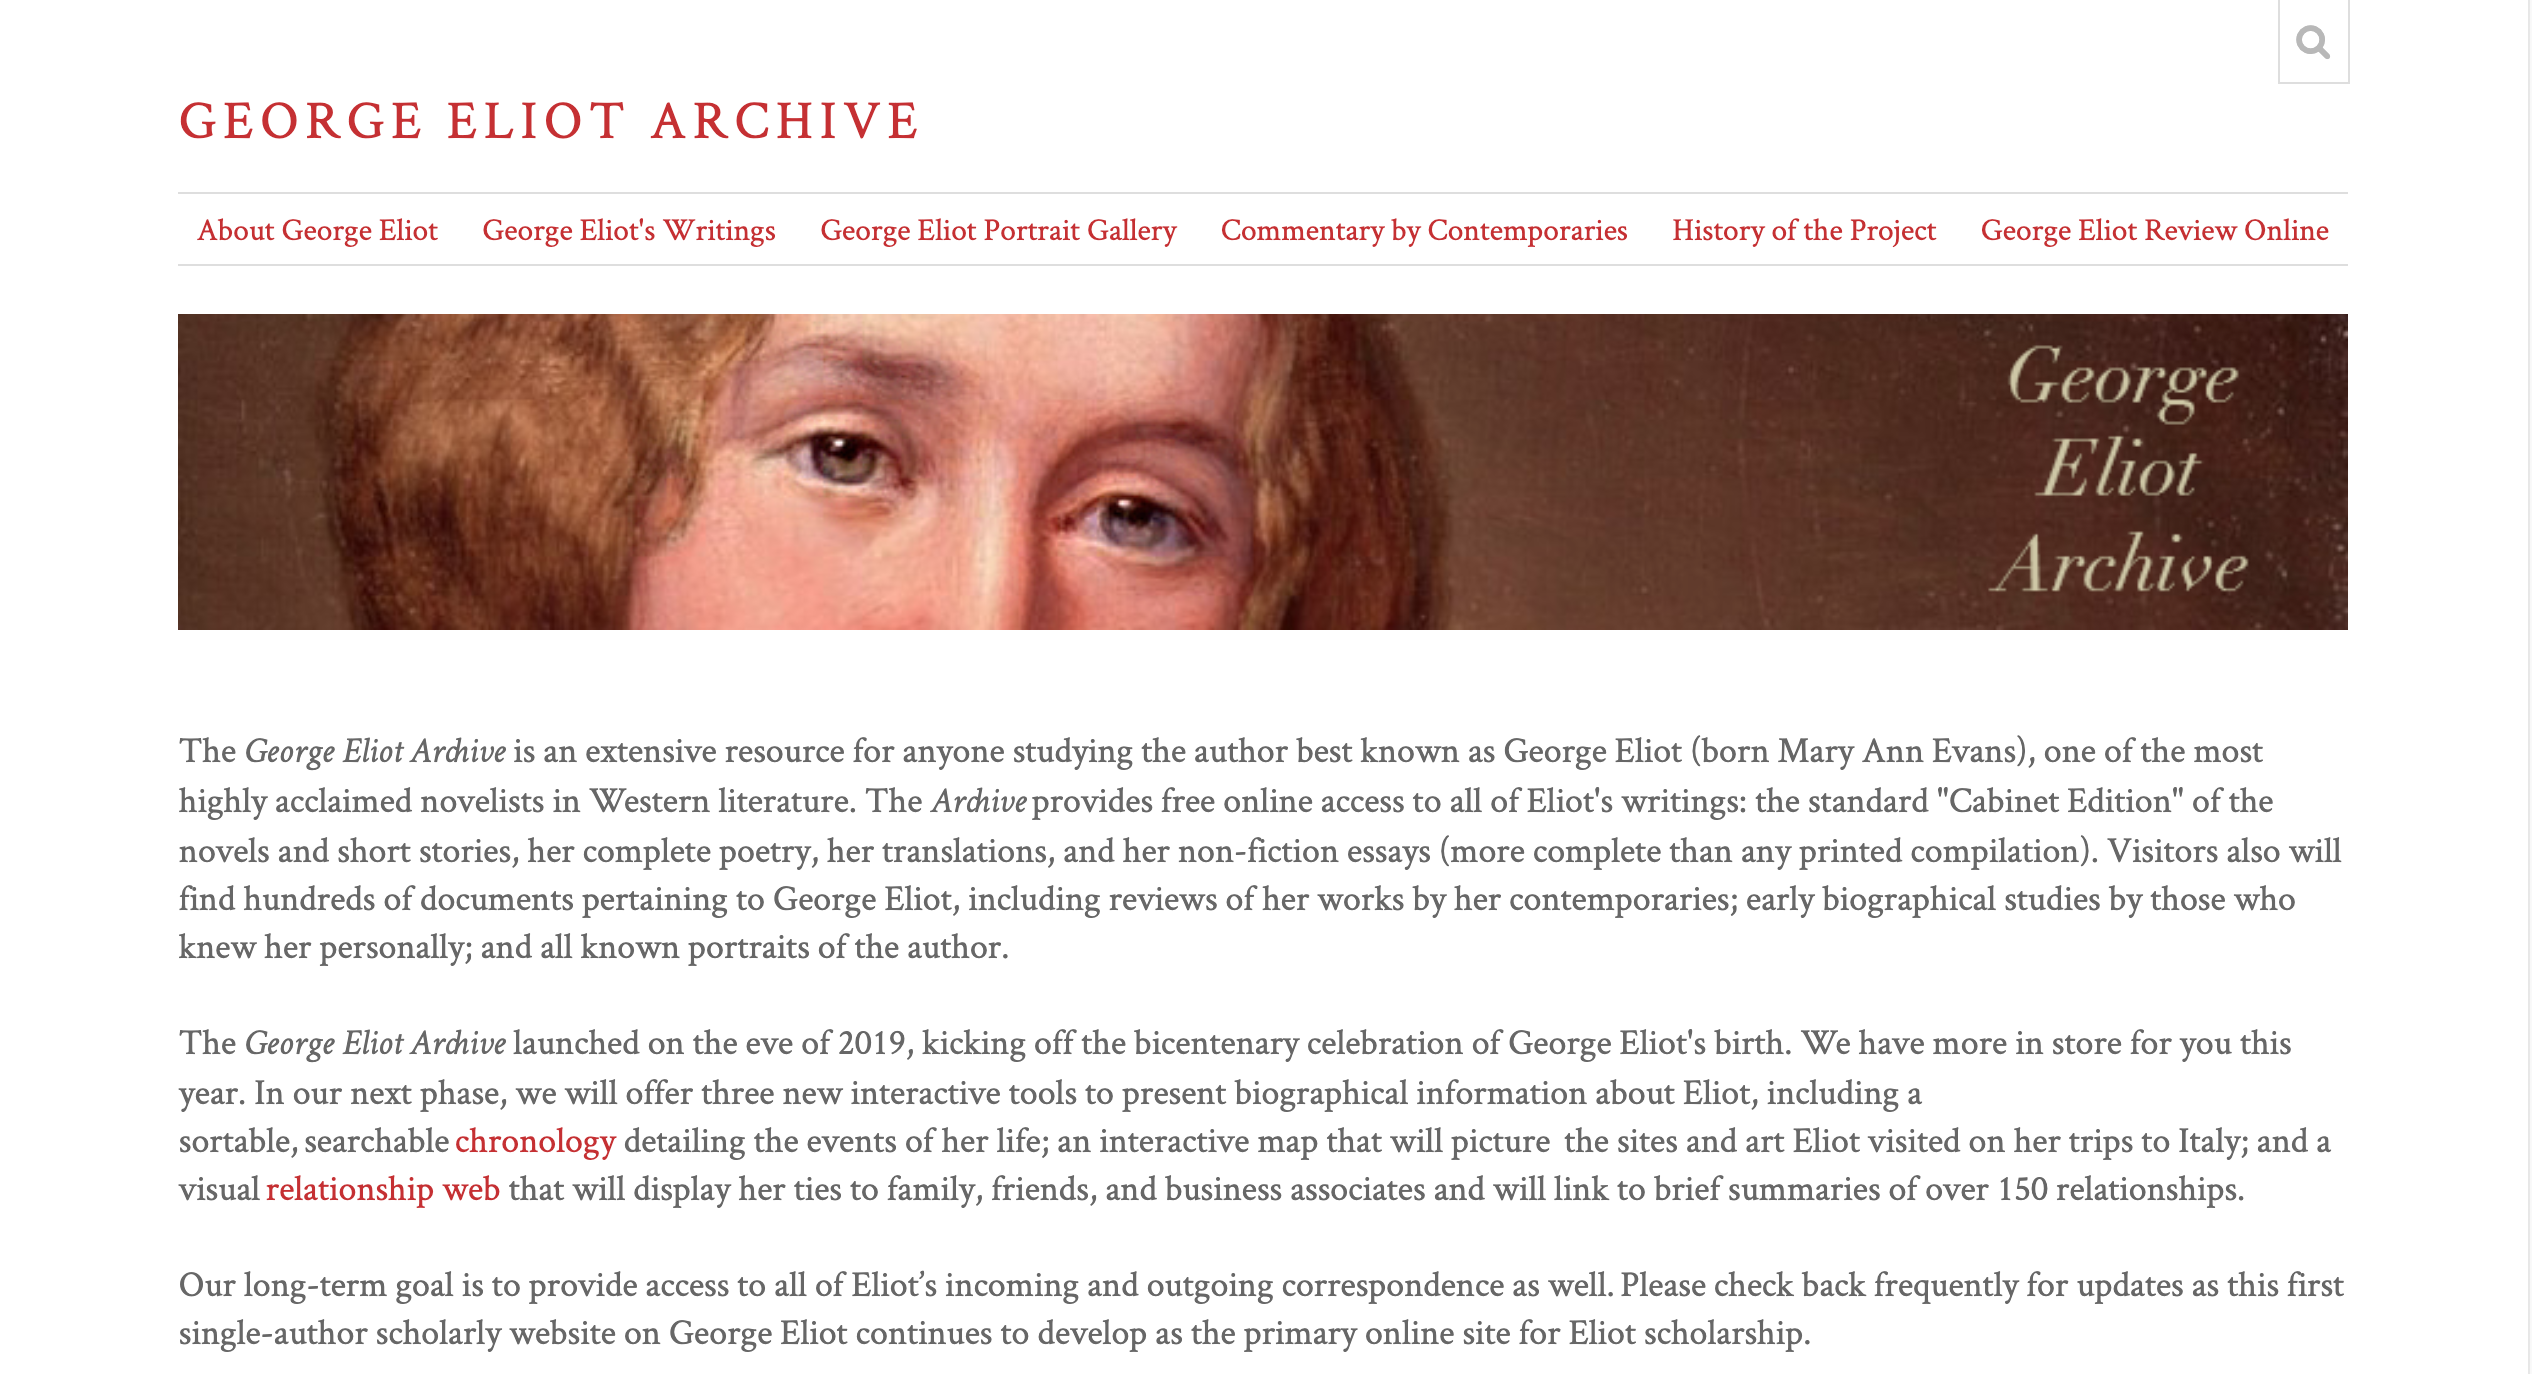 GEORGE ELIOT ARCHIVE
About George Eliot George Eliot's Writings George Eliot Portrait Gallery Commentary by Contemporaries History of the Project George Eliot Review Online
George
Eliot
Archive
The George Eliot Archive is an extensive resource for anyone studying the author best known as George Eliot (born Mary Ann Evans), one of the most
highly acclaimed novelists in Western literature. The Archive provides free online access to all of Eliot's writings: the standard "Cabinet Edition" of the
novels and short stories, her complete poetry, her translations, and her non-fiction essays (more complete than any printed compilation). Visitors also will
find hundreds of documents pertaining to George Eliot, including reviews of her works by her contemporaries; early biographical studies by those who
knew her personally; and all known portraits of the author.
The George Eliot Archive launched on the eve of 2019, kicking off the bicentenary celebration of George Eliot's birth. We have more in store for you this
year. In our next phase, we will offer three new interactive tools to present biographical information about Eliot, including a
sortable, searchable chronology detailing the events of her life; an interactive map that will picture the sites and art Eliot visited on her trips to Italy; and a
visual relationship web that will display her ties to family, friends, and business associates and will link to brief summaries of over 150 relationships.
Our long-term goal is to provide access to all of Eliot’s incoming and outgoing correspondence as well. Please check back frequently for updates as this first
single-author scholarly website on George Eliot continues to develop as the primary online site for Eliot scholarship.